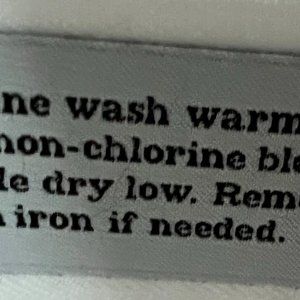 ne wash warm
non-chlorine ble
le dry low. Rem
iron if needed.